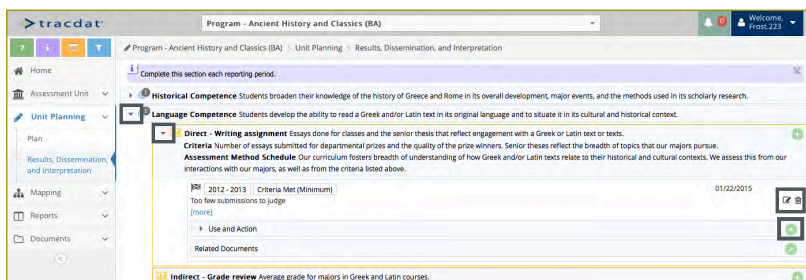 tracdat
Program - Ancient History and Classics (BA)
0
Welcome,
Frost.223
? i
Program - Ancient History and Classics (BA) > Unit Planning > Results, Dissemination, and Interpretation
Home
Assessment Unit
Unit Planning
Plan
Results, Dissemination,
and Interpretation
Mapping
Reports
Documents
i Complete this section each reporting period.
Historical Competence Students broaden their knowledge of the history of Greece and Rome in its overall development, major events, and the methods used in its scholarly research.
Language Competence Students develop the ability to read a Greek and/or Latin text in its original language and to situate it in its cultural and historical context.
Direct - Writing assignment Essays done for classes and the senior thesis that reflect engagement with a Greek or Latin text or texts.
Criteria Number of essays submitted for departmental prizes and the quality of the prize winners. Senior theses reflect the breadth of topics that our majors pursue.
Assessment Method Schedule Our curriculum fosters breadth of understanding of how Greek and/or Latin texts relate to their historical and cultural contexts. We assess this from our
interactions with our majors, as well as from the criteria listed above.
2012 - 2013 Criteria Met (Minimum) 01/22/2015
Too few submissions to judge
[more]
Use and Action
Related Documents
Indirect - Grade review Average grade for majors in Greek and Latin courses.